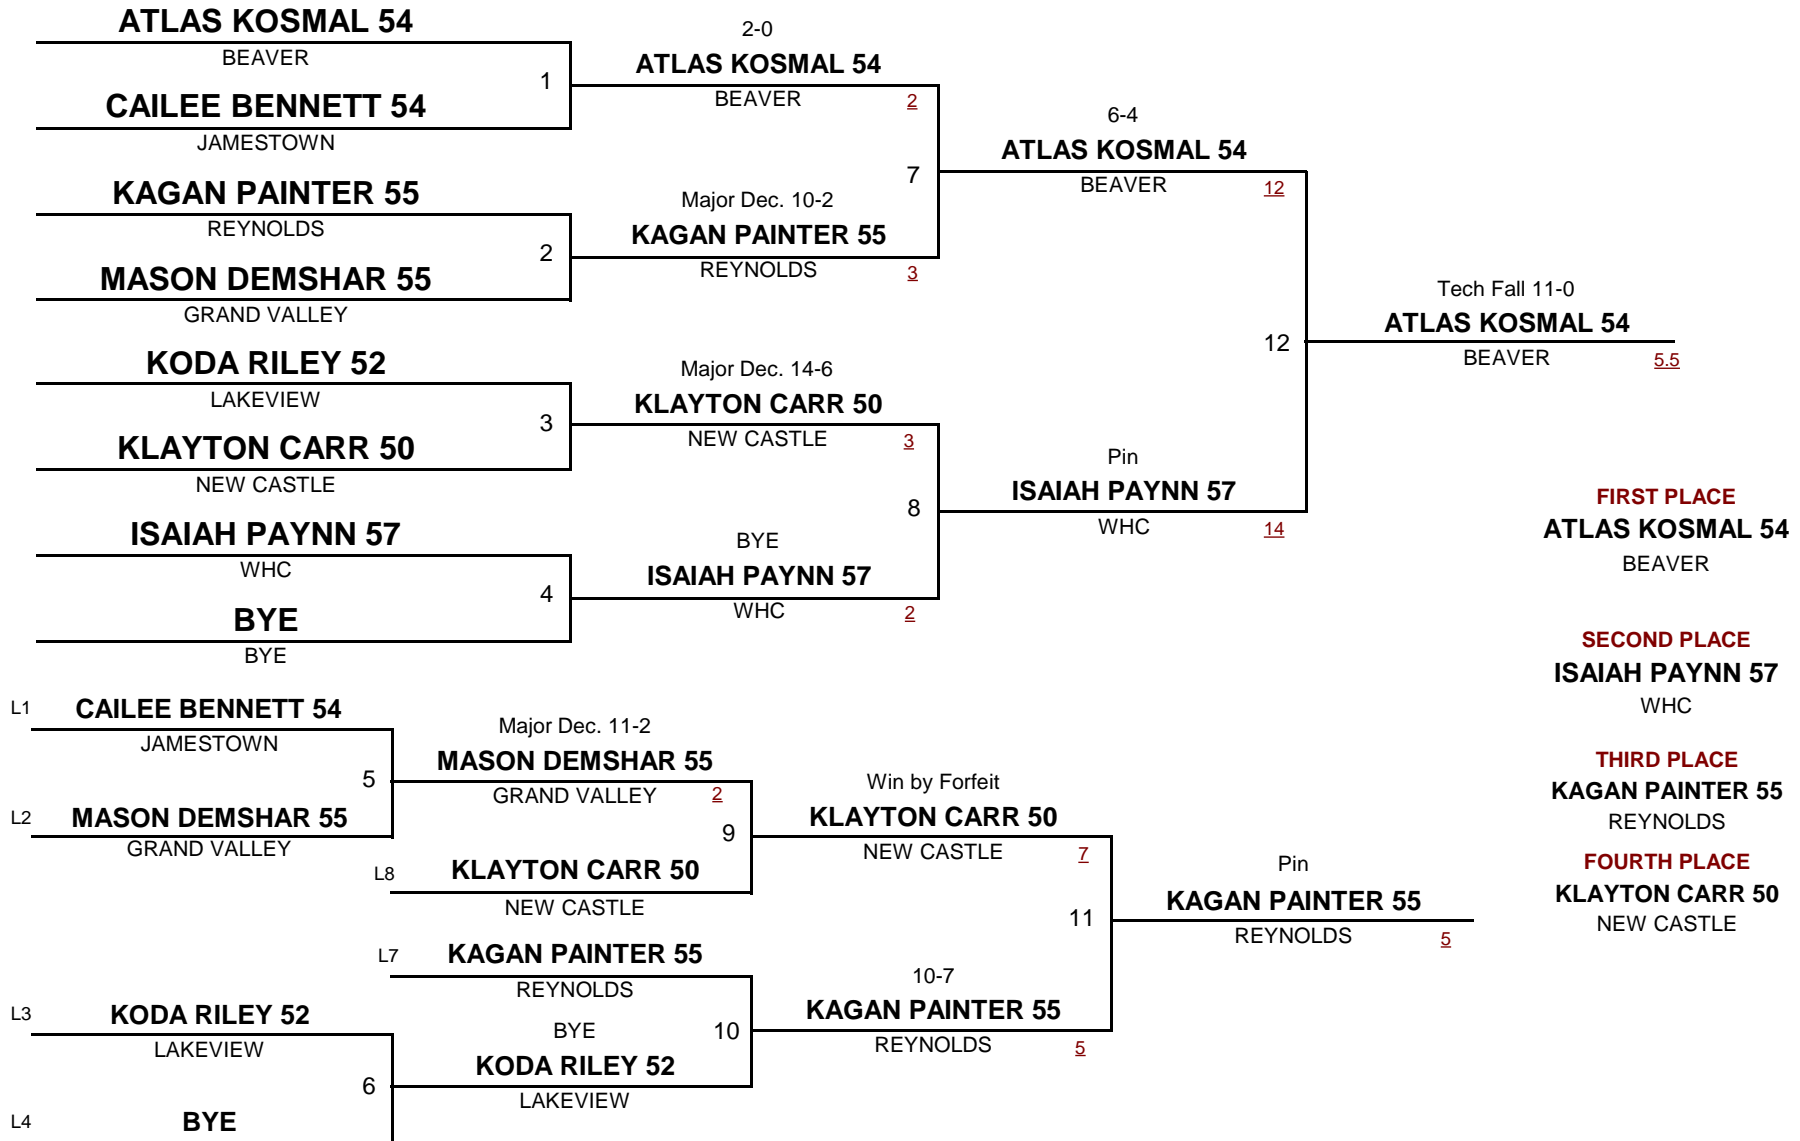 ATLAS KOSMAL 54
BEAVER
1
CAILEE BENNETT 54
JAMESTOWN
KAGAN PAINTER 55
REYNOLDS
2
MASON DEMSHAR 55
GRAND VALLEY
KODA RILEY 52
LAKEVIEW
3
KLAYTON CARR 50
NEW CASTLE
ISAIAH PAYNN 57
WHC
4
BYE
BYE
2-0
ATLAS KOSMAL 54
BEAVER 2
7
Major Dec. 10-2
KAGAN PAINTER 55
REYNOLDS 3
Major Dec. 14-6
KLAYTON CARR 50
NEW CASTLE 3
8
BYE
ISAIAH PAYNN 57
WHC 2
6-4
ATLAS KOSMAL 54
BEAVER 12
12
Pin
ISAIAH PAYNN 57
WHC 14
Tech Fall 11-0
ATLAS KOSMAL 54
BEAVER 5.5
FIRST PLACE
ATLAS KOSMAL 54
BEAVER
SECOND PLACE
ISAIAH PAYNN 57
WHC
THIRD PLACE
KAGAN PAINTER 55
REYNOLDS
FOURTH PLACE
KLAYTON CARR 50
NEW CASTLE
L1 CAILEE BENNETT 54
JAMESTOWN
5
L2 MASON DEMSHAR 55
GRAND VALLEY
L3 KODA RILEY 52
LAKEVIEW
6
L4 BYE
Major Dec. 11-2
MASON DEMSHAR 55
GRAND VALLEY 2
9
L8 KLAYTON CARR 50
NEW CASTLE
L7 KAGAN PAINTER 55
REYNOLDS
BYE 10
KODA RILEY 52
LAKEVIEW
Win by Forfeit
KLAYTON CARR 50
NEW CASTLE 7
11
10-7
KAGAN PAINTER 55
REYNOLDS 5
Pin
KAGAN PAINTER 55
REYNOLDS 5